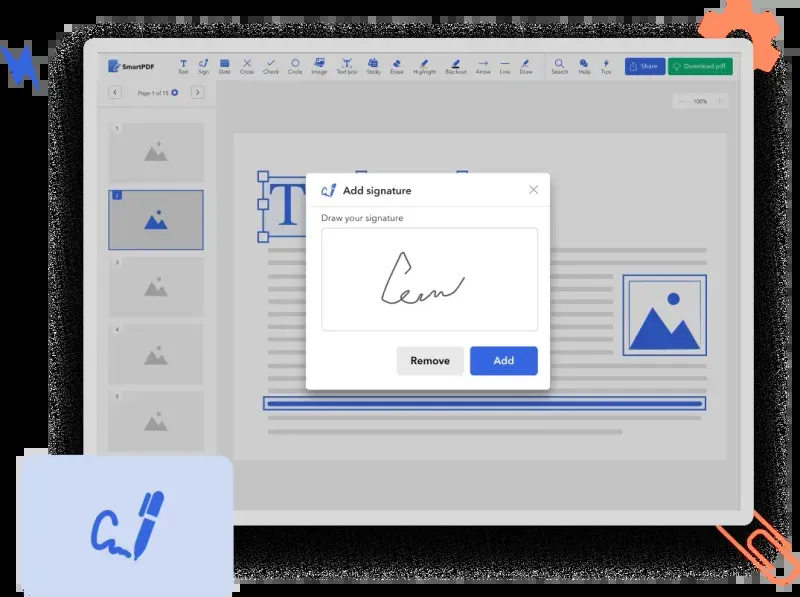 SmartPDF
Text Sign Date Cross Check Circle Image Text box Sticky Erase Highlight Blackout Arrow Line Draw Search Help Tips Share Download pdf
Page 1 of 15
100%
1
2
3
4
5
T
Add signature
Draw your signature
Remove Add